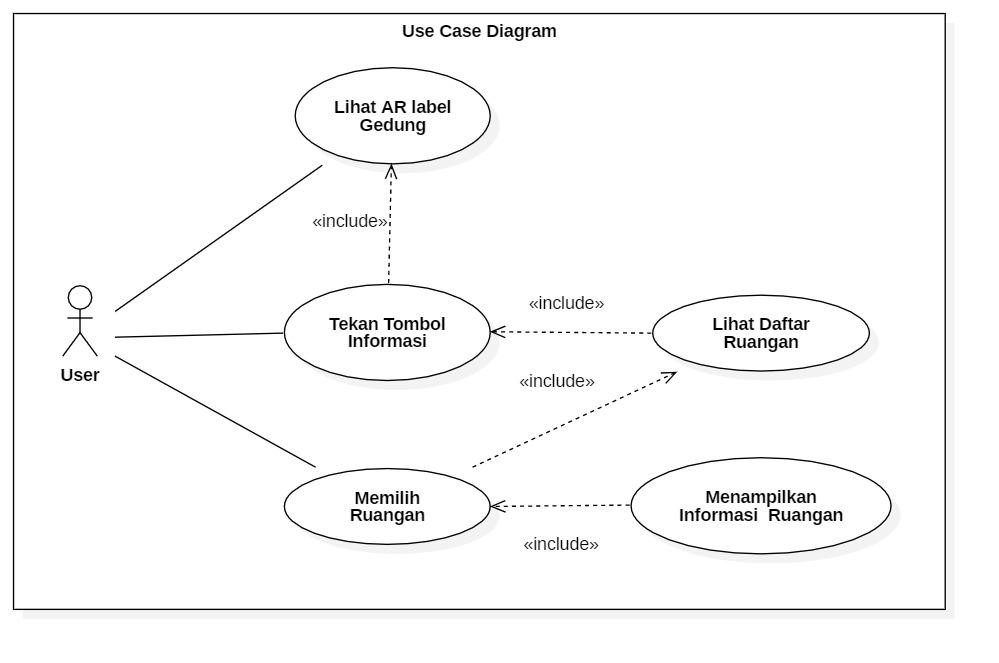 Use Case Diagram
Lihat AR label
Gedung
«include»
Tekan Tombol
Informasi
«include»
Lihat Daftar
Ruangan
User
«include»
Memilih
Ruangan
Menampilkan
Informasi  Ruangan
«include»